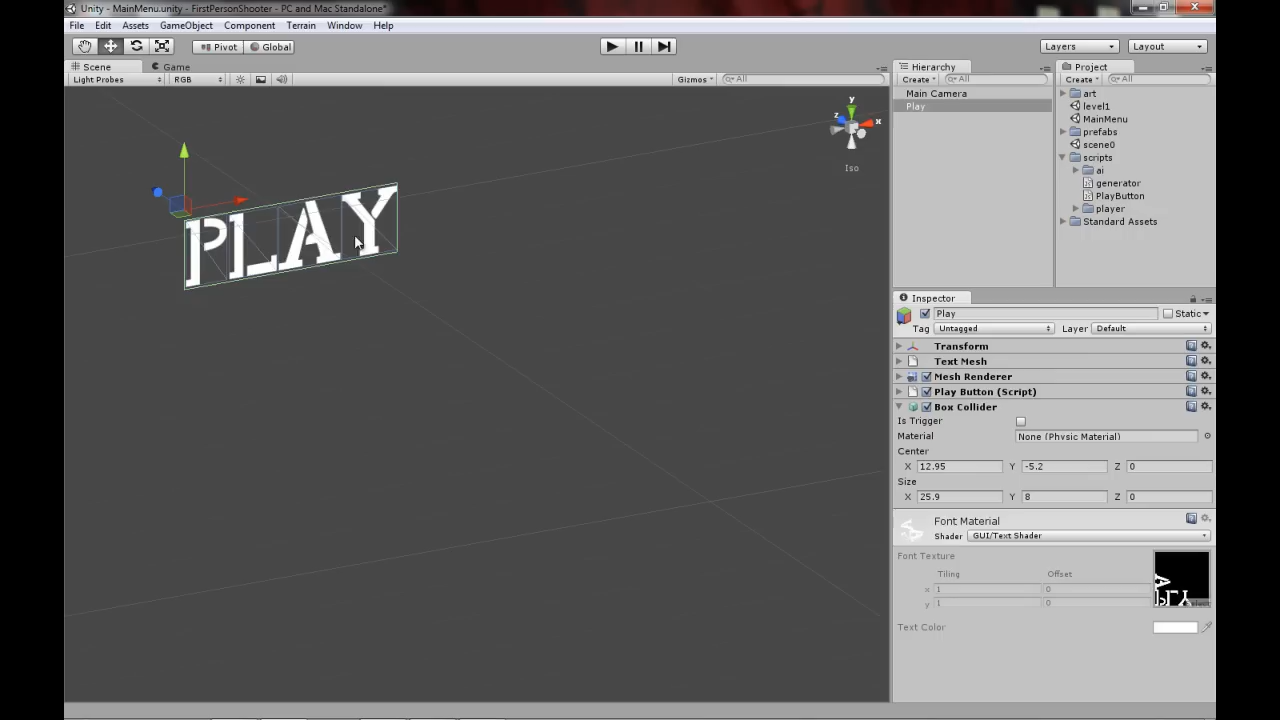 Unity - MainMenu.unity - FirstPersonShooter - PC and Mac Standalone*
File Edit Assets GameObject Component Terrain Window Help
Pivot Global Layers Layout
Scene Game
Light Probes RGB Gizmos All
Hierarchy
Create All
Main Camera
Play
Project
Create All
art
level1
MainMenu
prefabs
scene0
scripts
ai
generator
PlayButton
player
Standard Assets
y
z x
Iso
PLAY
Inspector
Play Static
Tag Untagged Layer Default
Transform
Text Mesh
Mesh Renderer
Play Button (Script)
Box Collider
Is Trigger
Material None (Physic Material)
Center
X 12.95 Y -5.2 Z 0
Size
X 25.9 Y 8 Z 0
Font Material
Shader GUI/Text Shader
Font Texture
Tiling Offset
x 1 0
y 1 0
Text Color